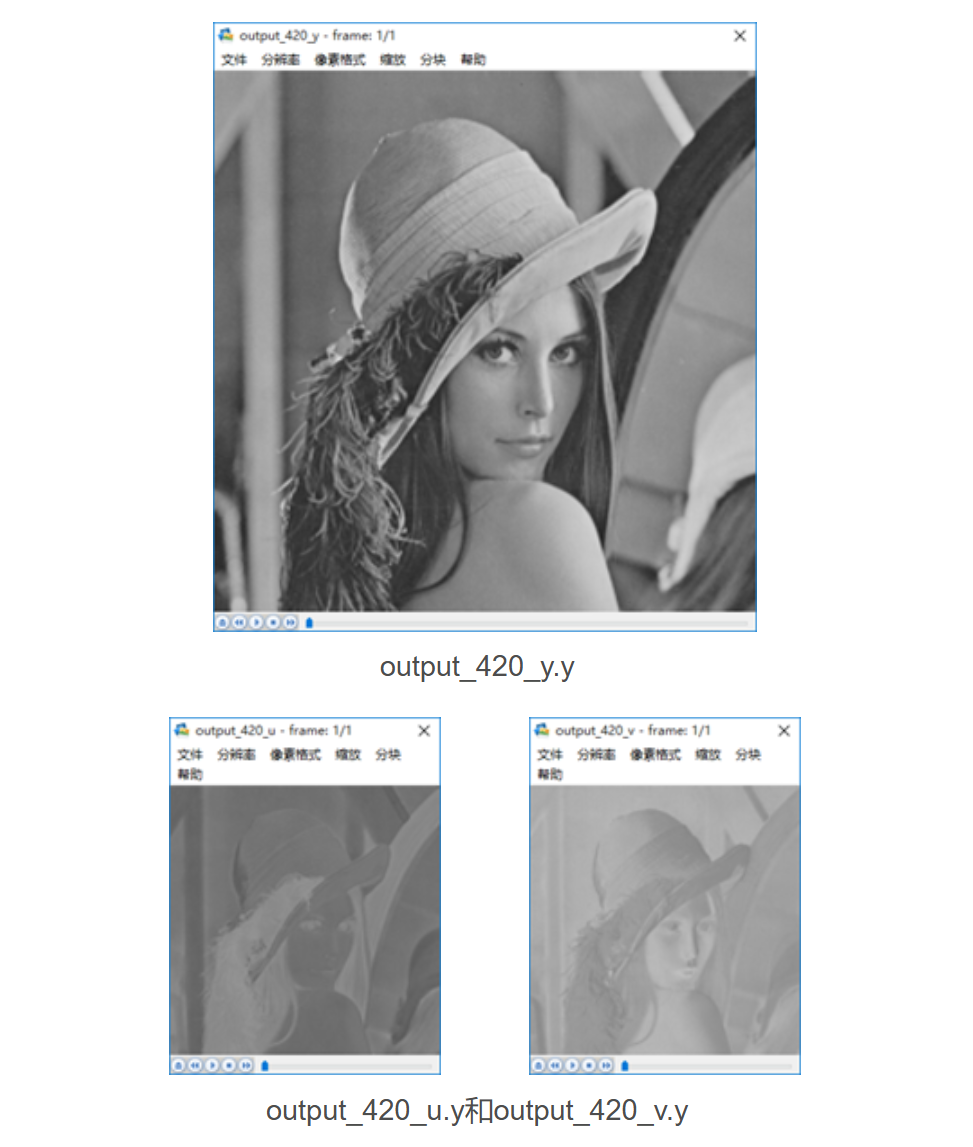 output_420_y - frame: 1/1
文件 分辨率 像素格式 缩放 分块 帮助
output_420_y.y
output_420_u - frame: 1/1
文件 分辨率 像素格式 缩放 分块
帮助
output_420_v - frame: 1/1
文件 分辨率 像素格式 缩放 分块
帮助
output_420_u.y和output_420_v.y